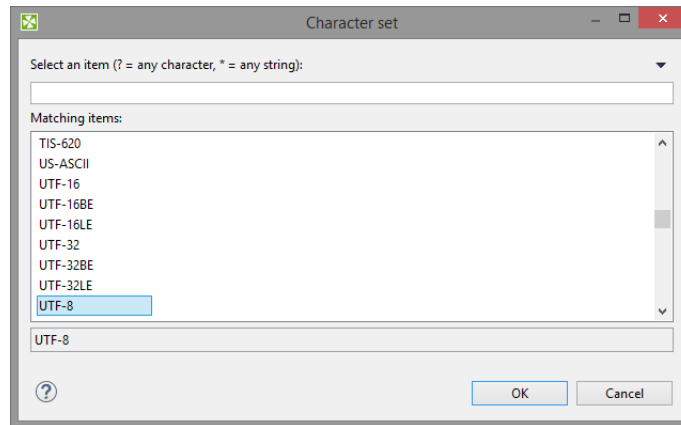 Character set
Select an item (? = any character, * = any string):
Matching items:
TIS-620
US-ASCII
UTF-16
UTF-16BE
UTF-16LE
UTF-32
UTF-32BE
UTF-32LE
UTF-8
UTF-8
?
OK Cancel